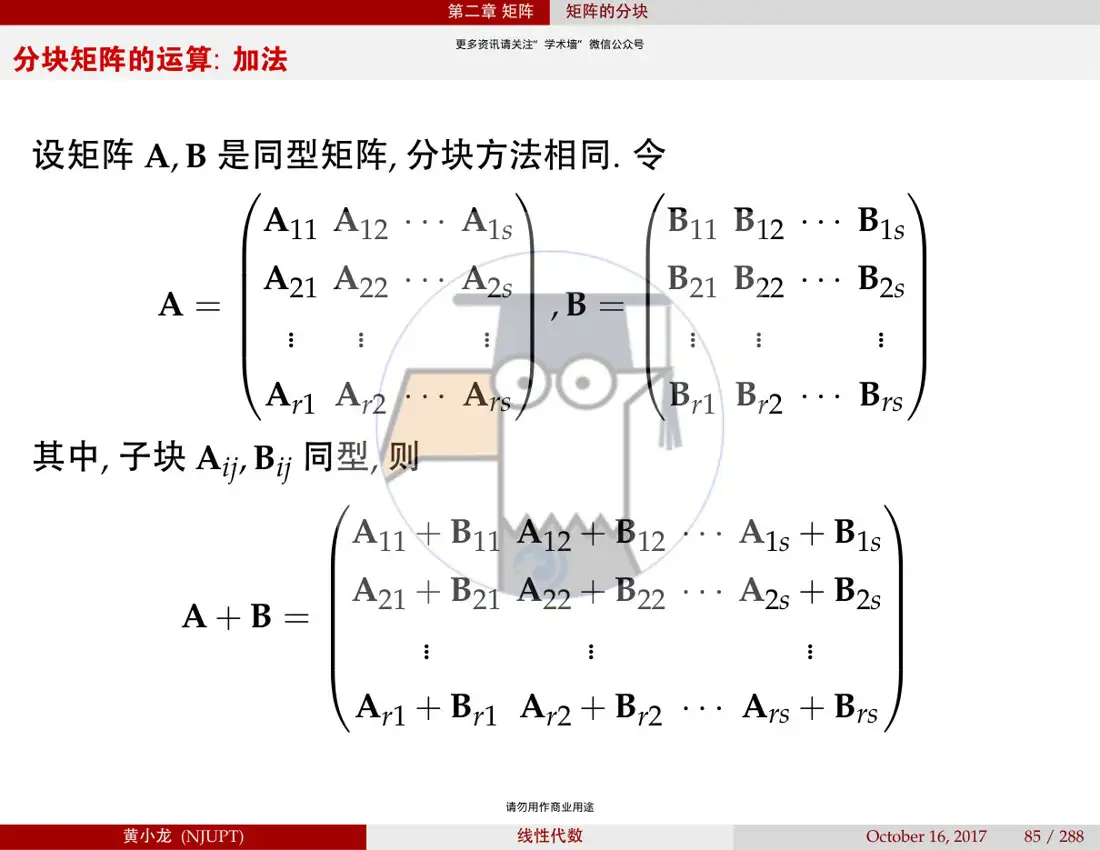 第二章 矩阵 矩阵的分块
更多资讯请关注“学术墙”微信公众号
分块矩阵的运算: 加法
设矩阵 A, B 是同型矩阵, 分块方法相同. 令
A11 A12 ··· A1s B11 B12 ··· B1s
A21 A22 ··· A2s B21 B22 ··· B2s
A = , B =
⋮ ⋮ ⋮ ⋮ ⋮ ⋮
Ar1 Ar2 ··· Ars Br1 Br2 ··· Brs
其中, 子块 Aij, Bij 同型, 则
A11 + B11 A12 + B12 ··· A1s + B1s
A21 + B21 A22 + B22 ··· A2s + B2s
A + B =
⋮ ⋮ ⋮
Ar1 + Br1 Ar2 + Br2 ··· Ars + Brs
请勿用作商业用途
黄小龙 (NJUPT) 线性代数 October 16, 2017 85 / 288